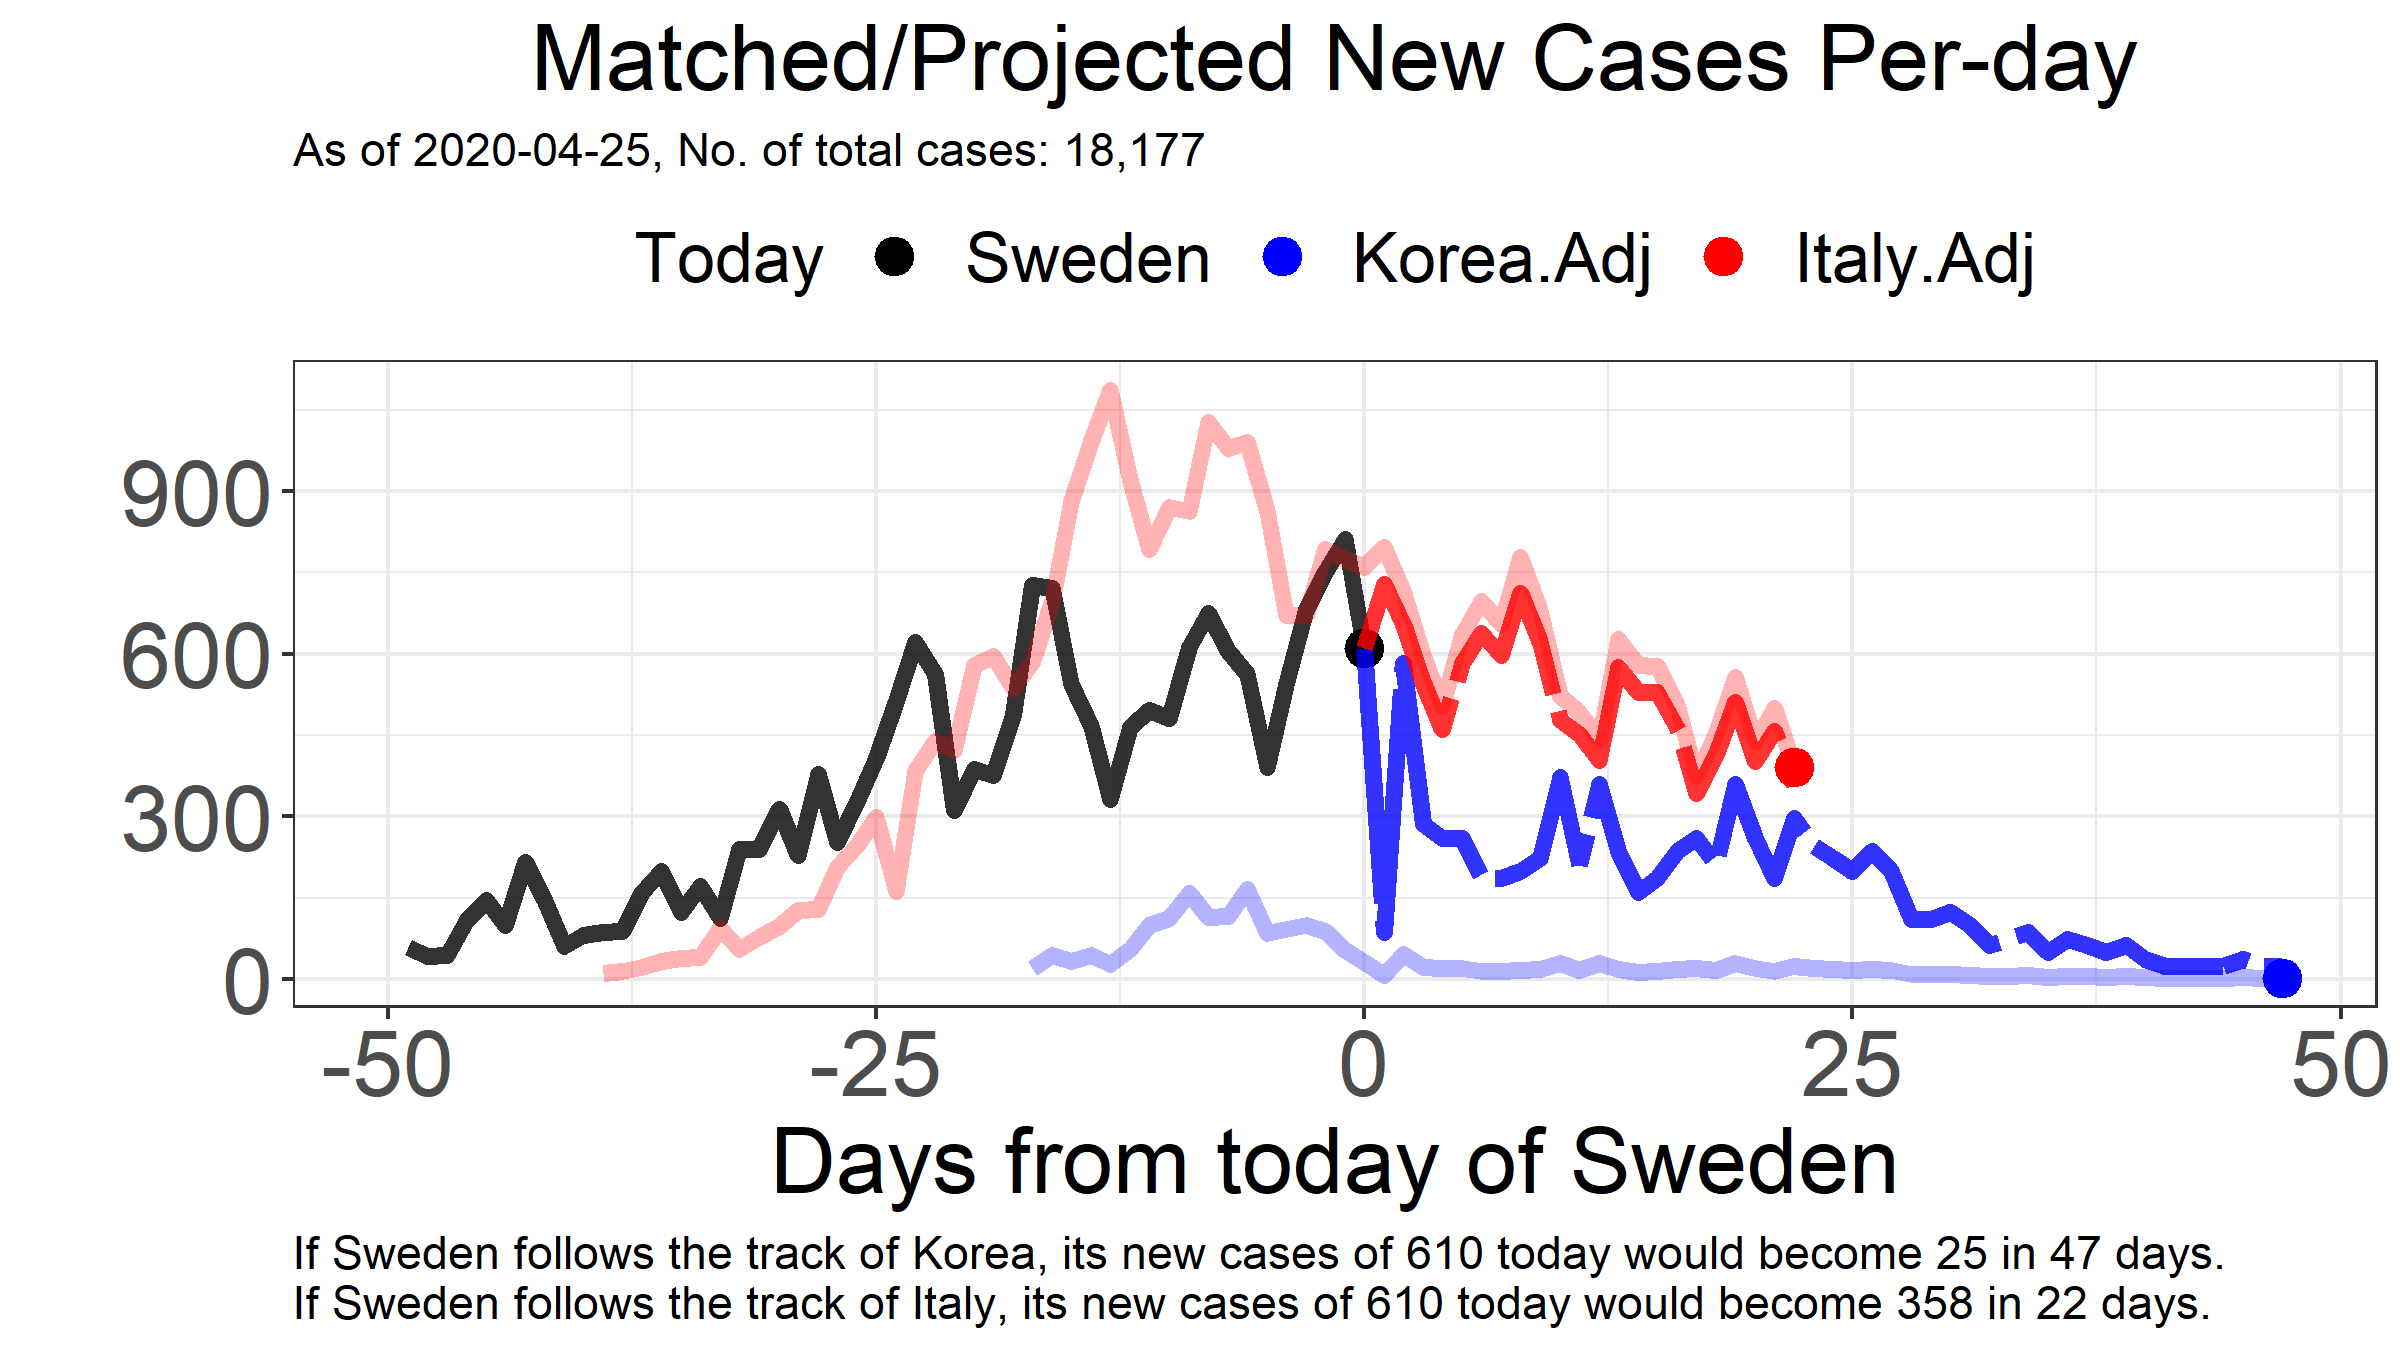 Matched/Projected New Cases Per-day
As of 2020-04-25, No. of total cases: 18,177
Today Sweden Korea.Adj Italy.Adj
900
600
300
0
-50 -25 0 25 50
Days from today of Sweden
If Sweden follows the track of Korea, its new cases of 610 today would become 25 in 47 days.
If Sweden follows the track of Italy, its new cases of 610 today would become 358 in 22 days.